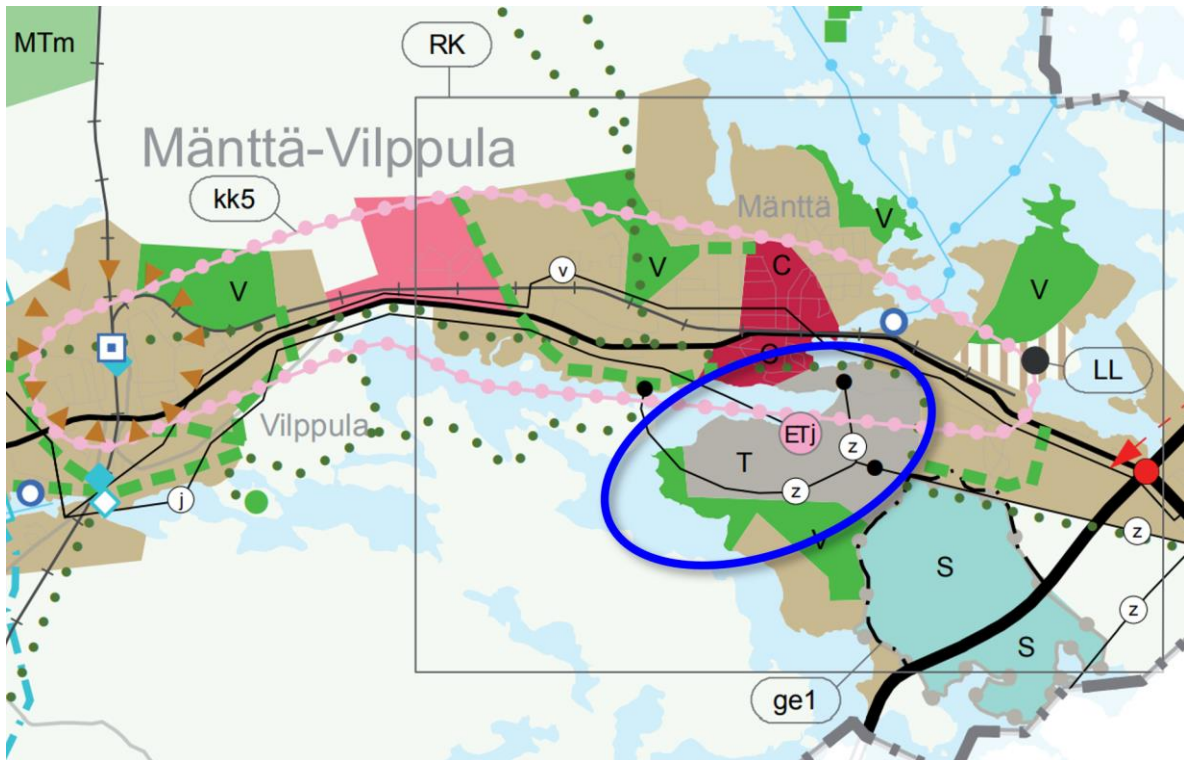 MTm
RK
Mänttä-Vilppula
kk5
Mänttä
V
V
V
V
C
C
v
LL
Vilppula
ETj
T
z
z
z
z
j
V
S
S
ge1